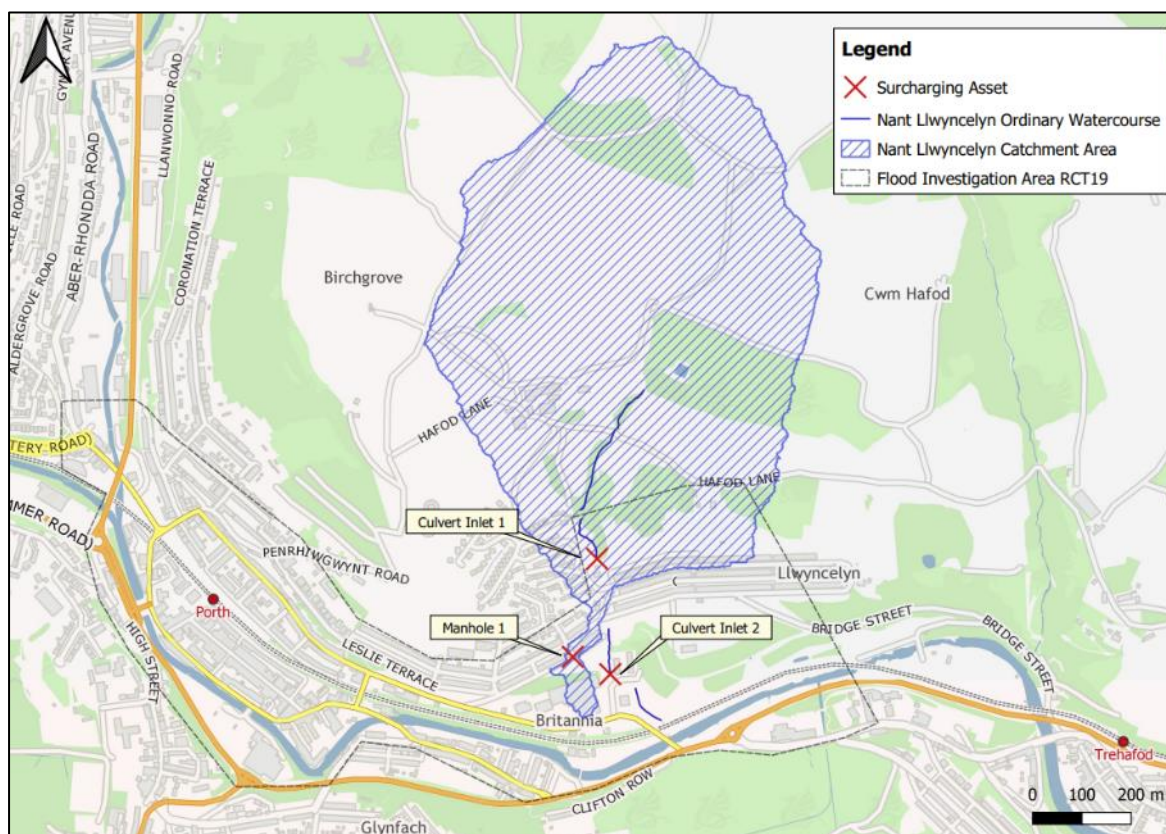 GYNOR AVENU
LLANWONNO ROAD
ABER-RHONDDA ROAD
CORONATION TERRACE
ALDERGROVE ROAD
Legend
Surcharging Asset
Nant Llwyncelyn Ordinary Watercourse
Nant Llwyncelyn Catchment Area
Flood Investigation Area RCT19
Birchgrove
Cwm Hafod
HAFOD LANE
TERY ROAD)
HAFOD LANE
MMER ROAD)
Culvert Inlet 1
PENRHIWGWYNT ROAD
Llwyncelyn
Porth
Manhole 1
Culvert Inlet 2
BRIDGE STREET
BRIDGE STREET
HIGH STREET
LESLIE TERRACE
Britannia
Trehafod
CLIFTON ROW
Glynfach
0 100 200 m